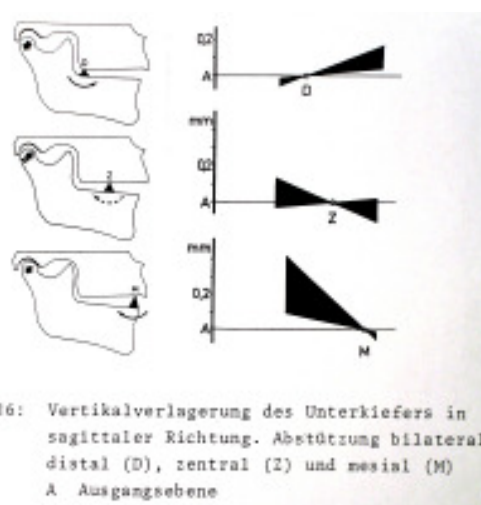 0,2
A
D
D
mm
0,2
A
Z
Z
mm
0,2
A
M
M
16: Vertikalverlagerung des Unterkiefers in
sagittaler Richtung. Abstützung bilateral
distal (D), zentral (Z) und mesial (M)
A Ausgangsebene